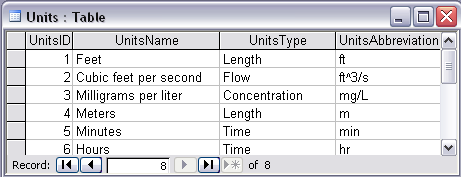 Units : Table
UnitsID UnitsName UnitsType UnitsAbbreviation
1 Feet Length ft
2 Cubic feet per second Flow ft^3/s
3 Milligrams per liter Concentration mg/L
4 Meters Length m
5 Minutes Time min
6 Hours Time hr
Record: 8 of 8